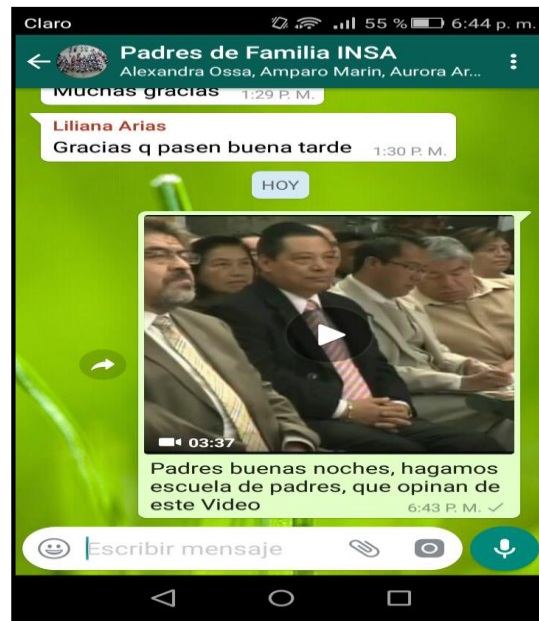 Claro 55 % 6:44 p. m.
Padres de Familia INSA
Alexandra Ossa, Amparo Marin, Aurora Ar...
Muchas gracias 1:29 P. M.
Liliana Arias
Gracias q pasen buena tarde 1:30 P. M.
HOY
03:37
Padres buenas noches, hagamos
escuela de padres, que opinan de
este Video 6:43 P. M.
Escribir mensaje